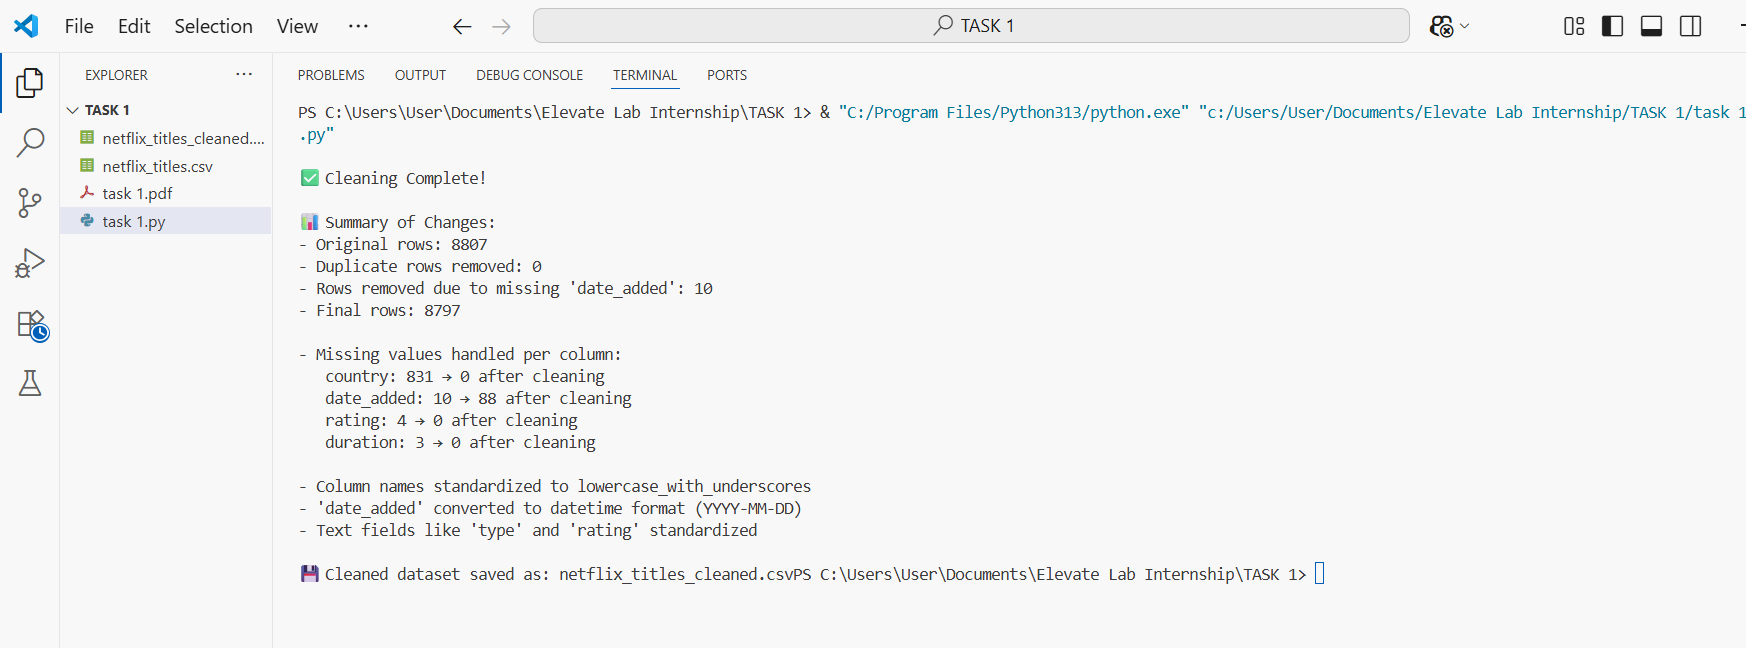 File Edit Selection View ···
TASK 1
EXPLORER ···
TASK 1
netflix_titles_cleaned....
netflix_titles.csv
task 1.pdf
task 1.py
PROBLEMS OUTPUT DEBUG CONSOLE TERMINAL PORTS
PS C:\Users\User\Documents\Elevate Lab Internship\TASK 1> & "C:/Program Files/Python313/python.exe" "c:/Users/User/Documents/Elevate Lab Internship/TASK 1/task 1
.py"
✅ Cleaning Complete!
📊 Summary of Changes:
- Original rows: 8807
- Duplicate rows removed: 0
- Rows removed due to missing 'date_added': 10
- Final rows: 8797
- Missing values handled per column:
country: 831 → 0 after cleaning
date_added: 10 → 88 after cleaning
rating: 4 → 0 after cleaning
duration: 3 → 0 after cleaning
- Column names standardized to lowercase_with_underscores
- 'date_added' converted to datetime format (YYYY-MM-DD)
- Text fields like 'type' and 'rating' standardized
💾 Cleaned dataset saved as: netflix_titles_cleaned.csvPS C:\Users\User\Documents\Elevate Lab Internship\TASK 1>